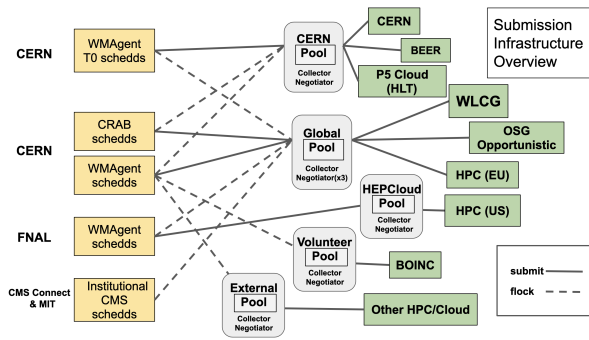 Submission
Infrastructure
Overview
CERN
WMAgent
T0 schedds
CERN
CRAB
schedds
WMAgent
schedds
FNAL
WMAgent
schedds
CMS Connect
& MIT
Institutional
CMS
schedds
CERN
Pool
Collector
Negotiator
Global
Pool
Collector
Negotiator(x3)
HEPCloud
Pool
Collector
Negotiator
Volunteer
Pool
Collector
Negotiator
External
Pool
Collector
Negotiator
CERN
BEER
P5 Cloud
(HLT)
WLCG
OSG
Opportunistic
HPC (EU)
HPC (US)
BOINC
Other HPC/Cloud
submit
flock